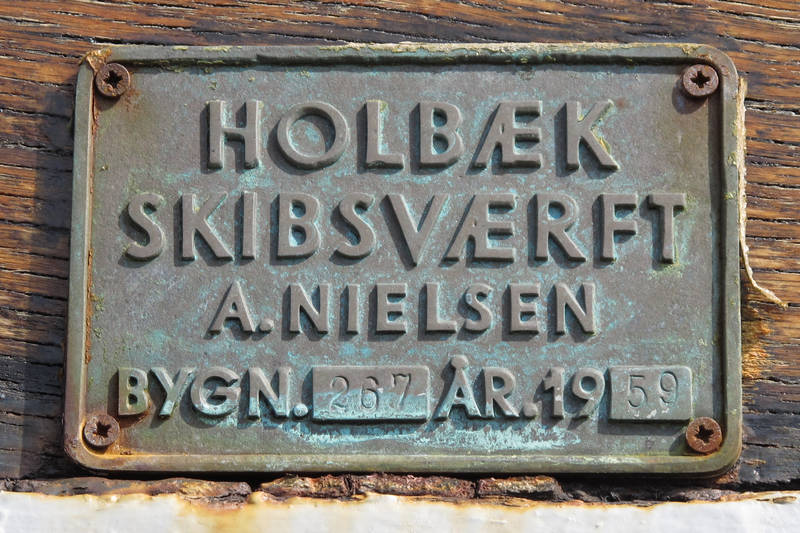 HOLBÆK
SKIBSVÆRFT
A. NIELSEN
BYGN. 267 ÅR. 1959